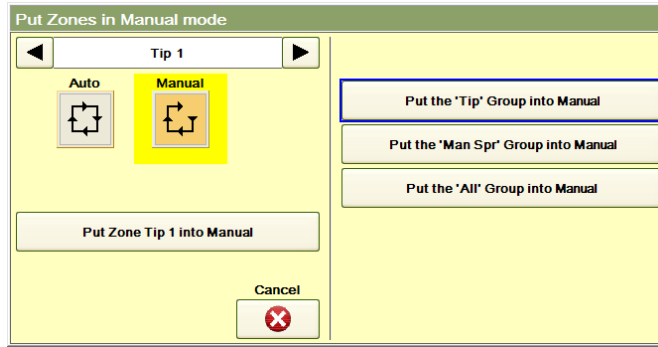 Put Zones in Manual mode
Tip 1
Auto Manual
Put Zone Tip 1 into Manual
Cancel
Put the 'Tip' Group into Manual
Put the 'Man Spr' Group into Manual
Put the 'All' Group into Manual